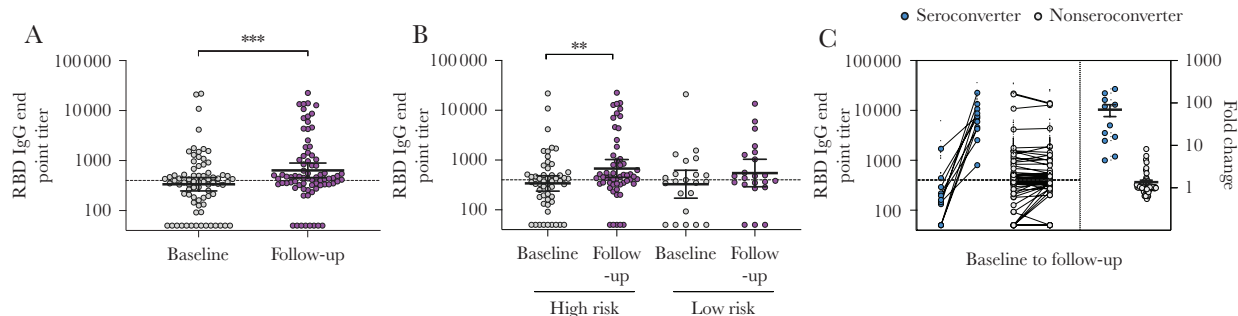 Seroconverter Nonseroconverter
A
RBD IgG end
point titer
100 000
10 000
1000
100
***
Baseline Follow-up
B
RBD IgG end
point titer
100 000
10 000
1000
100
**
Baseline Follow
-up Baseline Follow
-up
High risk Low risk
C
RBD IgG end
point titer
100 000
10 000
1000
100
1000
100
10
1
Fold change
Baseline to follow-up